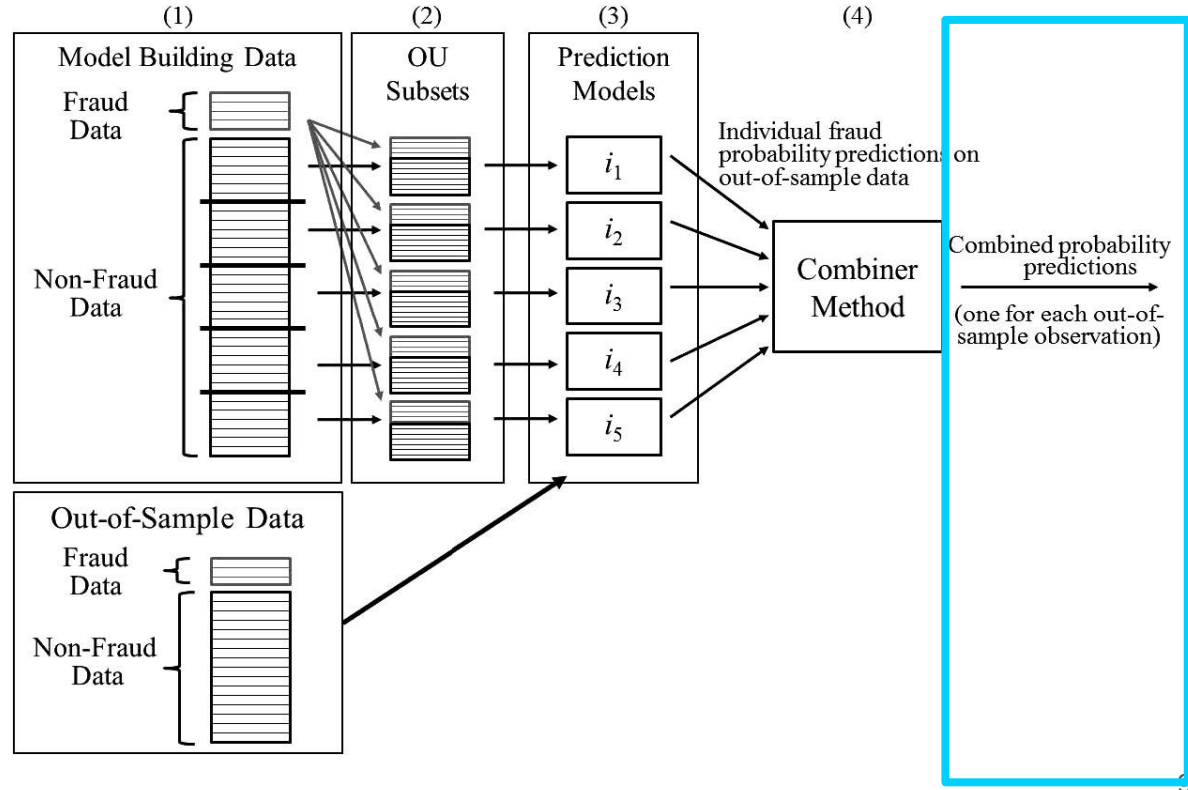 (1)
(2)
(3)
(4)
Model Building Data
Fraud
Data
Non-Fraud
Data
OU
Subsets
Prediction
Models
i1
i2
i3
i4
i5
Individual fraud
probability predictions on
out-of-sample data
Combiner
Method
Combined probability
predictions
(one for each out-of-
sample observation)
Out-of-Sample Data
Fraud
Data
Non-Fraud
Data